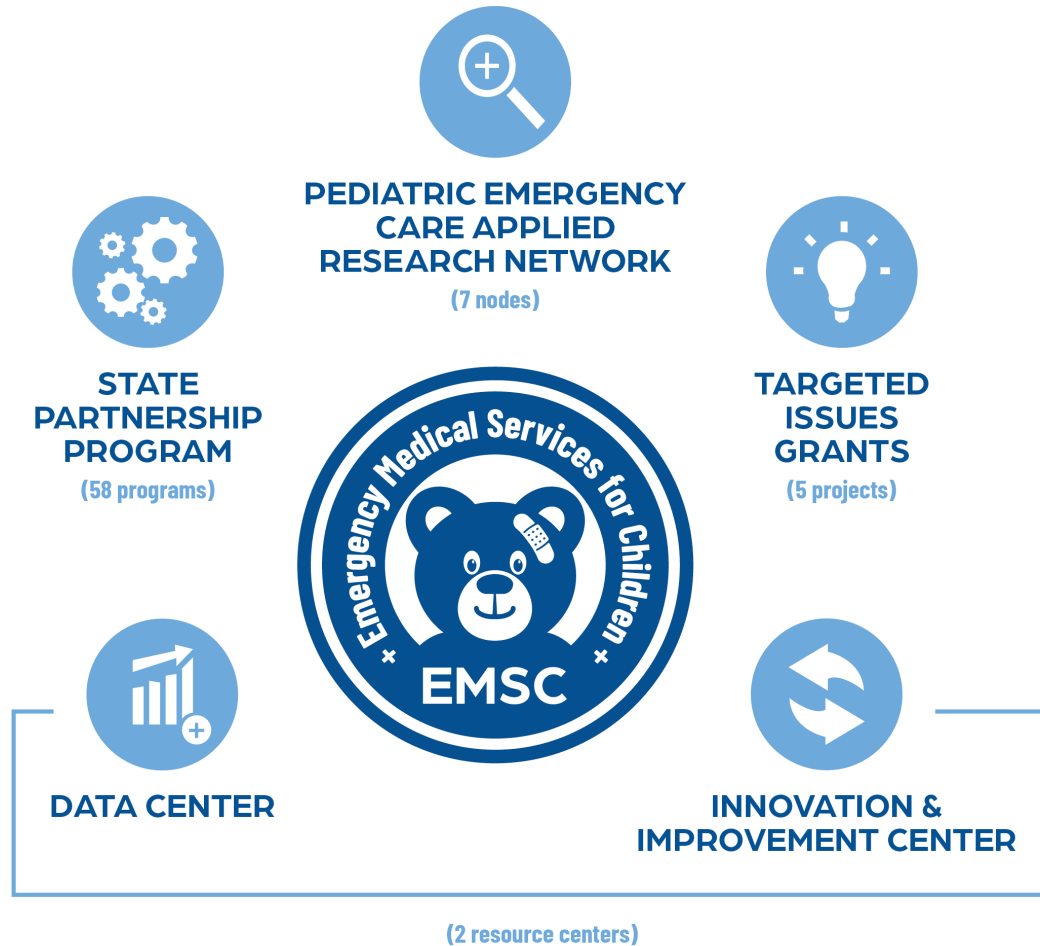 PEDIATRIC EMERGENCY
CARE APPLIED
RESEARCH NETWORK
(7 nodes)
STATE
PARTNERSHIP
PROGRAM
(58 programs)
TARGETED
ISSUES
GRANTS
(5 projects)
Emergency Medical Services for Children
EMSC
DATA CENTER
INNOVATION &
IMPROVEMENT CENTER
(2 resource centers)